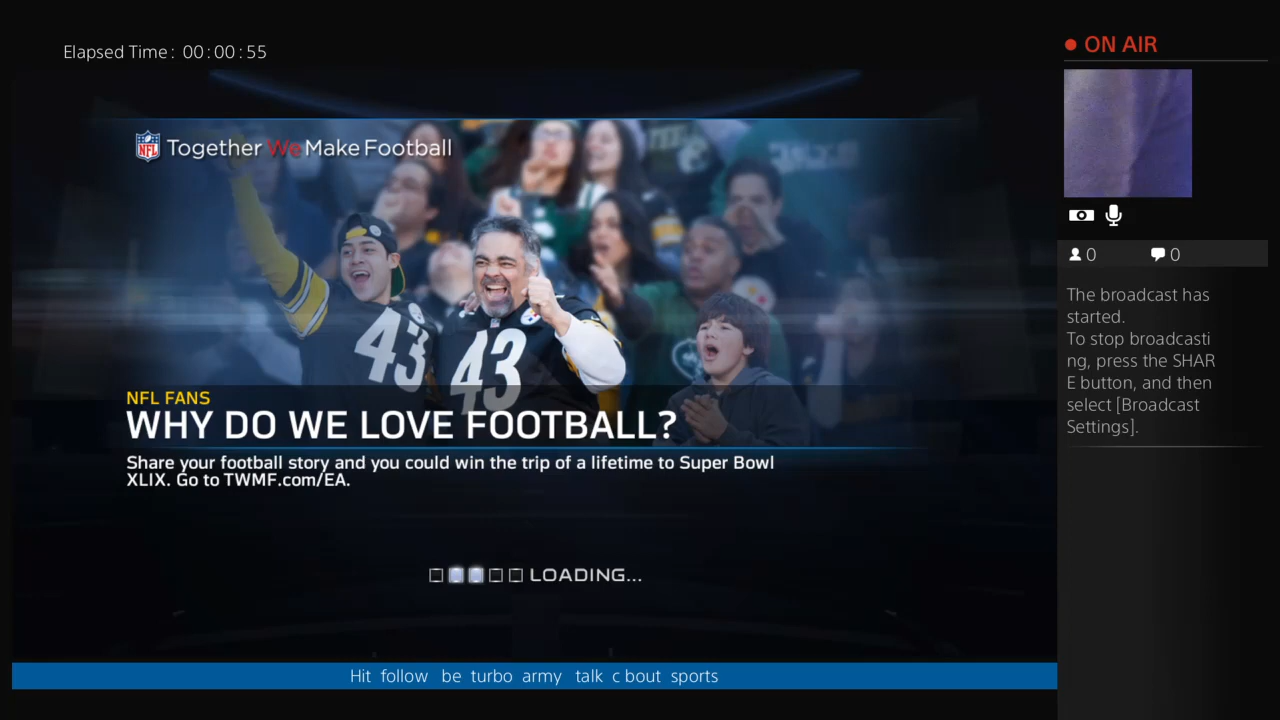 Elapsed Time: 00:00:55
ON AIR
NFL
Together We Make Football
43
43
0
0
The broadcast has
started.
To stop broadcasti
ng, press the SHAR
E button, and then
select [Broadcast
Settings].
NFL FANS
WHY DO WE LOVE FOOTBALL?
Share your football story and you could win the trip of a lifetime to Super Bowl
XLIX. Go to TWMF.com/EA.
LOADING...
Hit follow be turbo army talk c bout sports